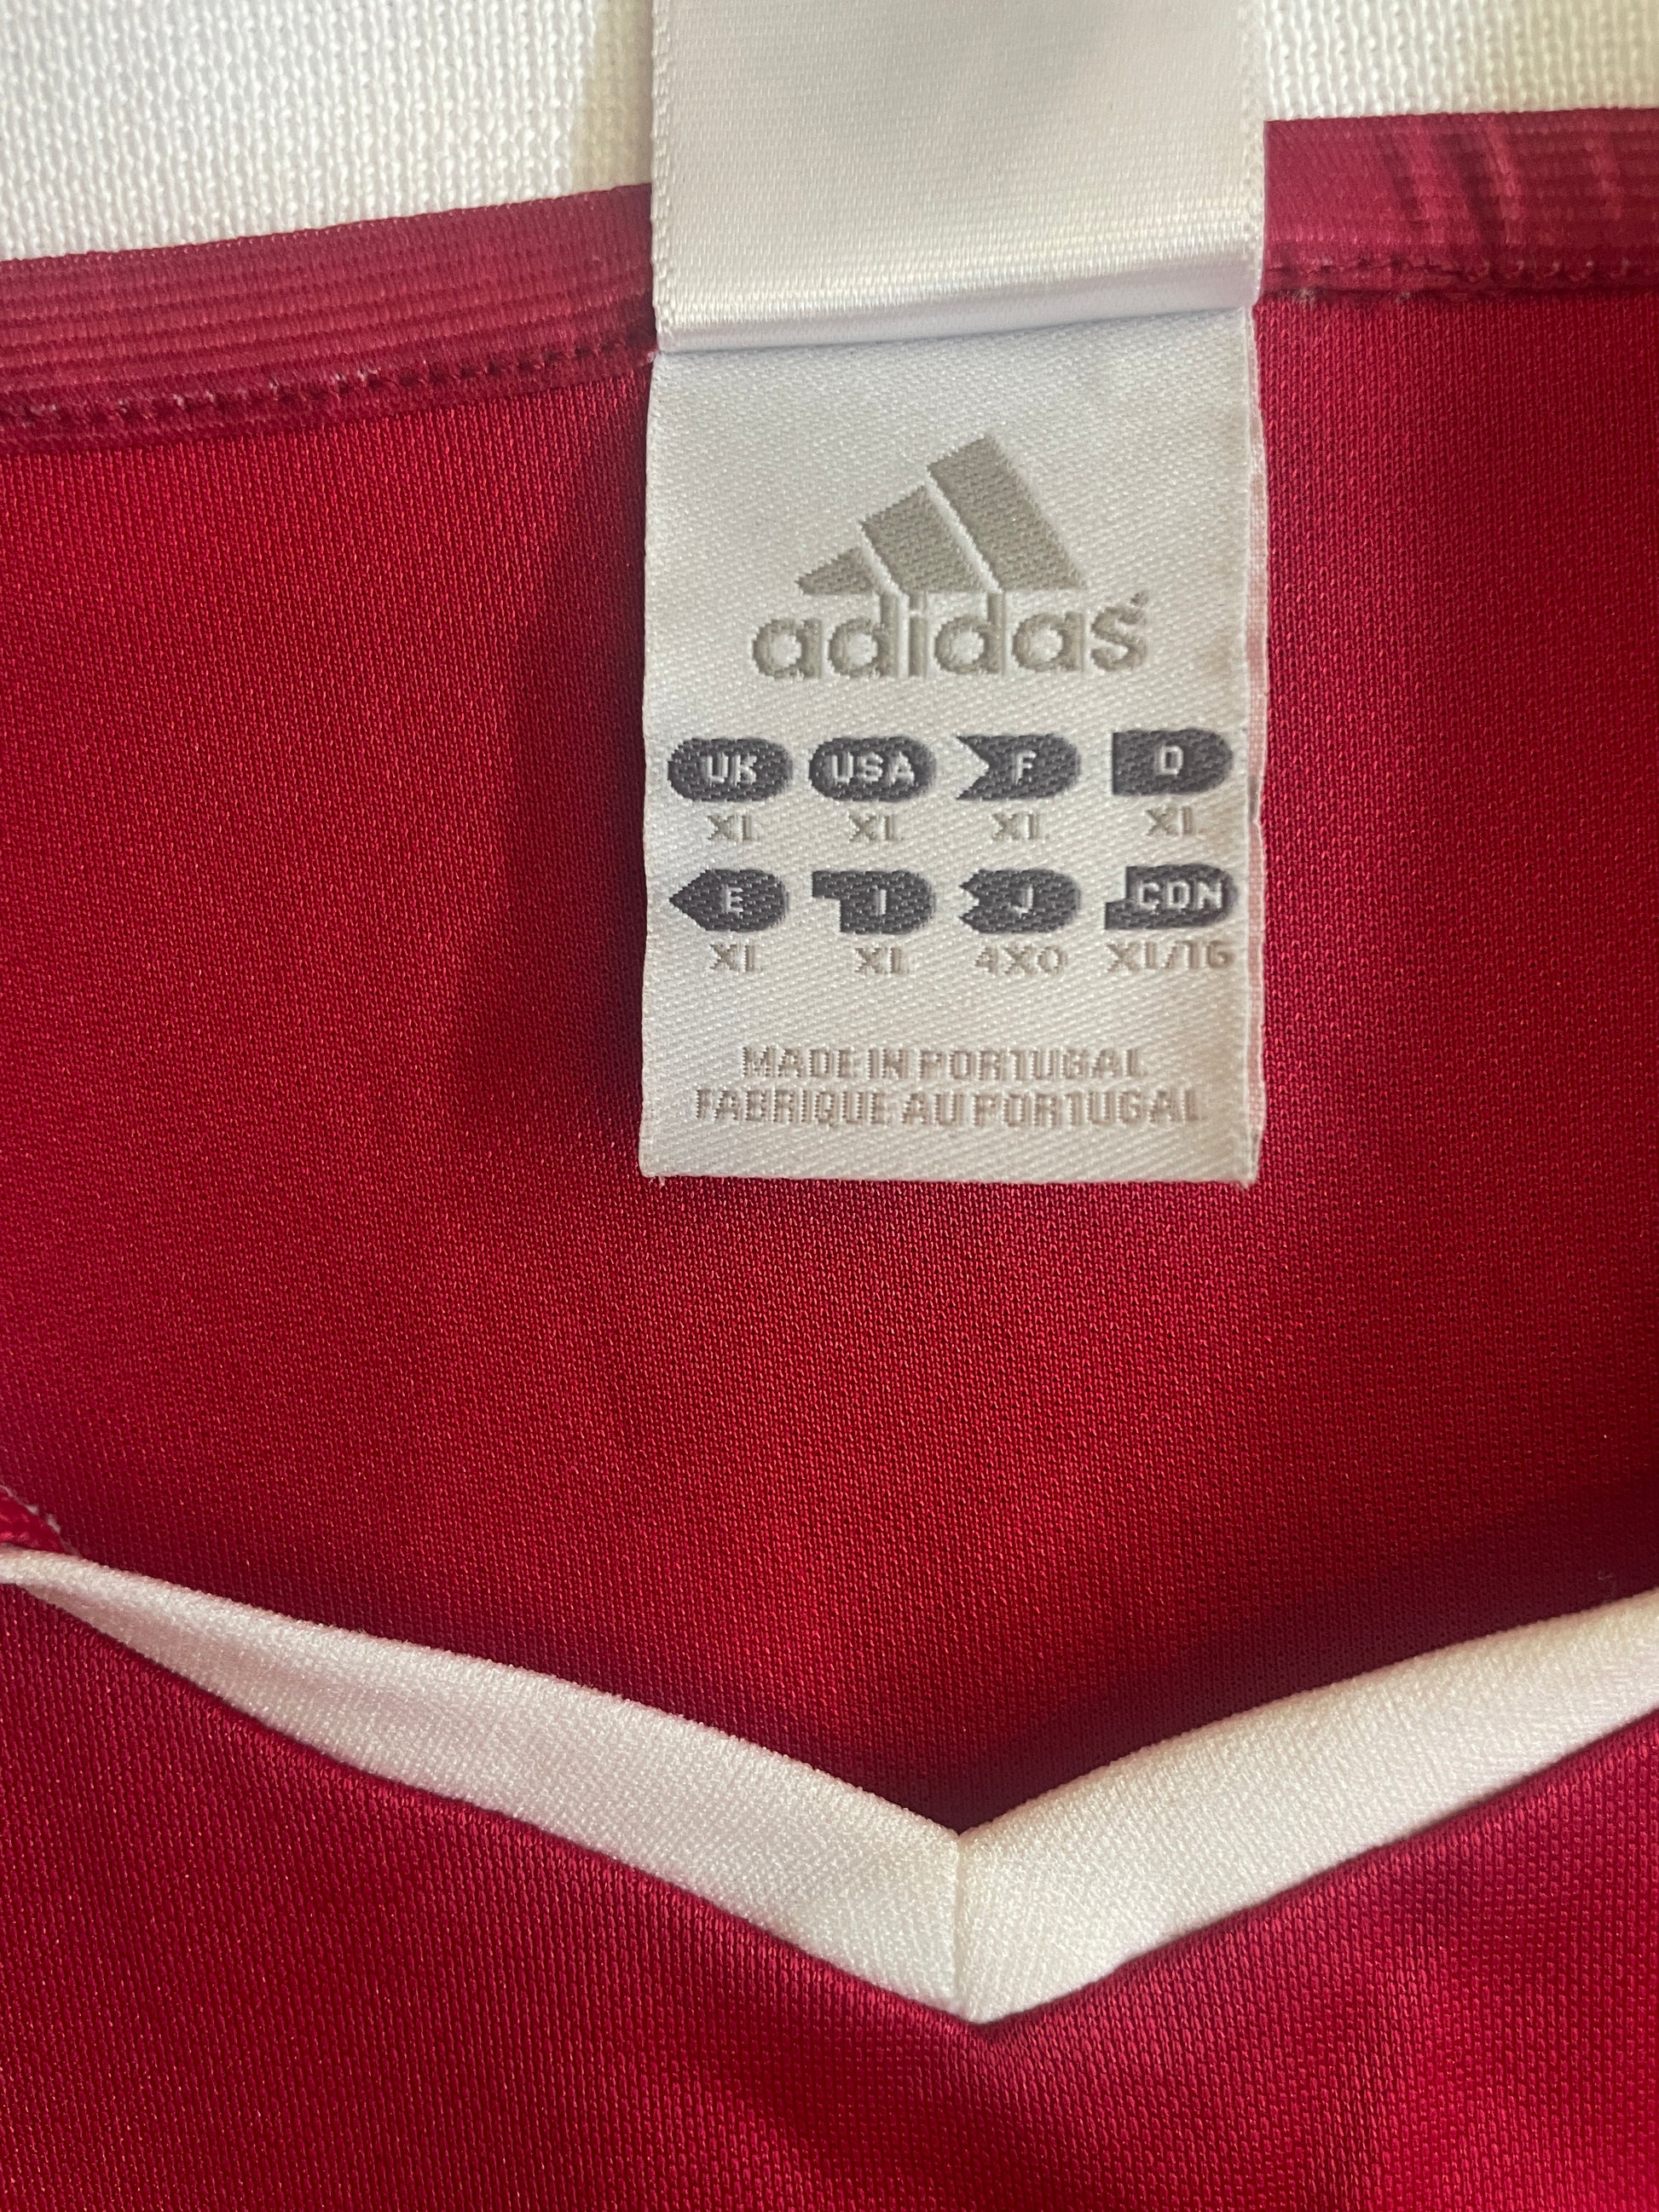 adidas
UK USA F D
XL XL XL XL
E I J CDN
XL XL 4XO XL/TG
MADE IN PORTUGAL
FABRIQUE AU PORTUGAL